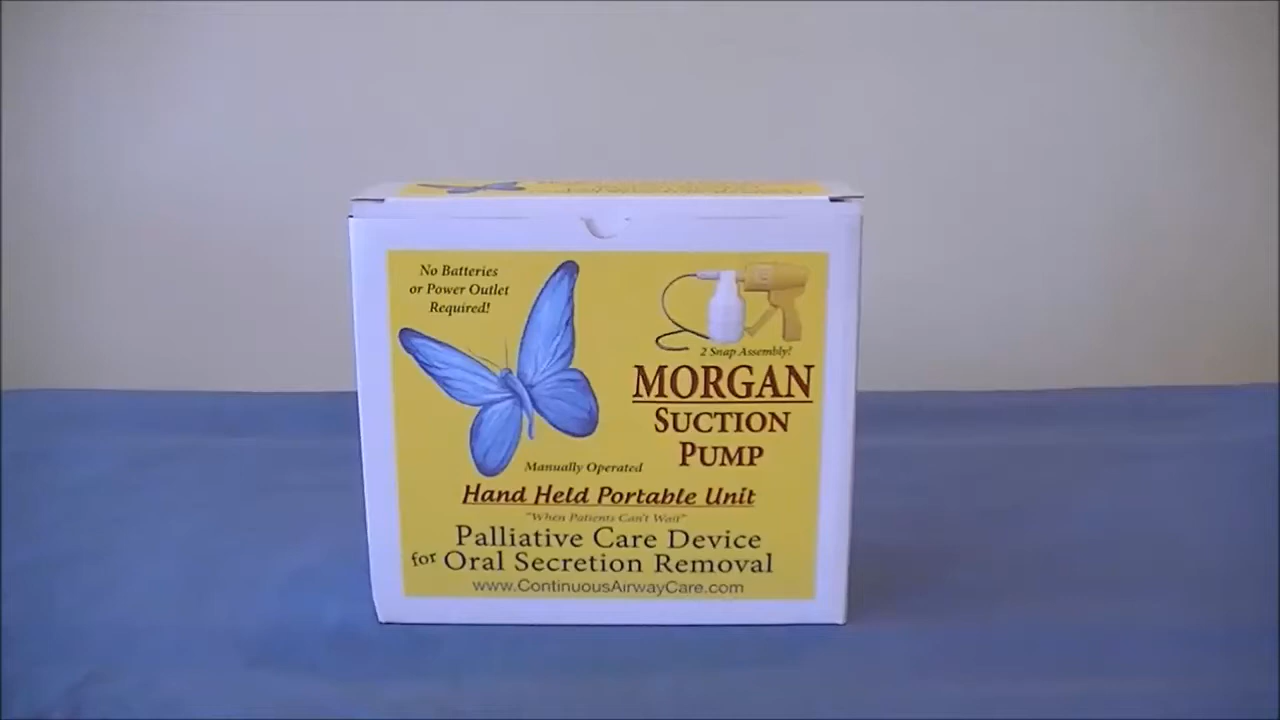 No Batteries
or Power Outlet
Required!
2 Snap Assembly!
MORGAN
SUCTION
PUMP
Manually Operated
Hand Held Portable Unit
"When Patients Can't Wait"
Palliative Care Device
for Oral Secretion Removal
www.ContinuousAirwayCare.com